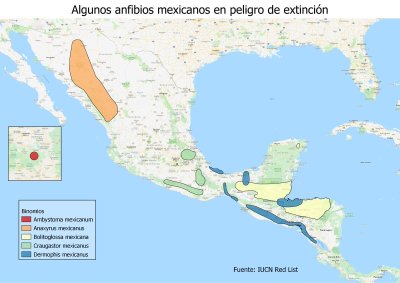 Algunos anfibios mexicanos en peligro de extinción
Binomios
Ambystoma mexicanum
Anaxyrus mexicanus
Bolitoglossa mexicana
Craugastor mexicanus
Dermophis mexicanus
Fuente: IUCN Red List